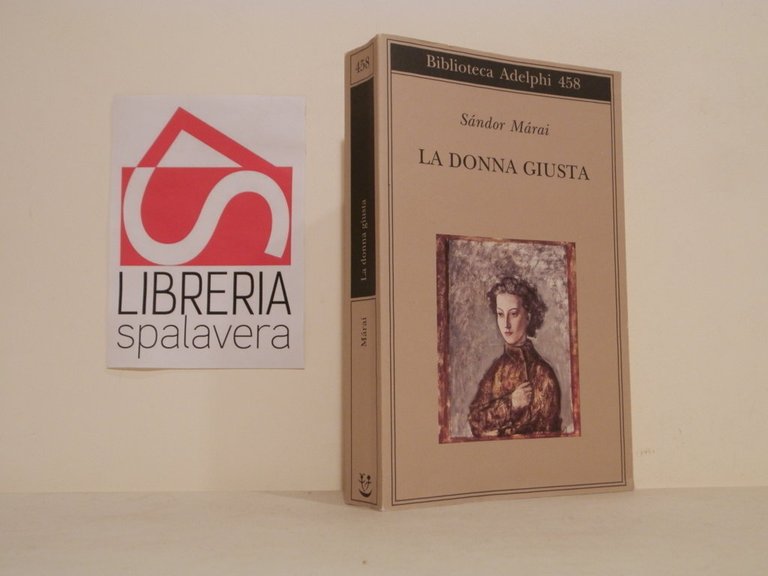 LIBRERIA
spalavera
458
La donna giusta
Márai
Biblioteca Adelphi 458
Sándor Márai
LA DONNA GIUSTA